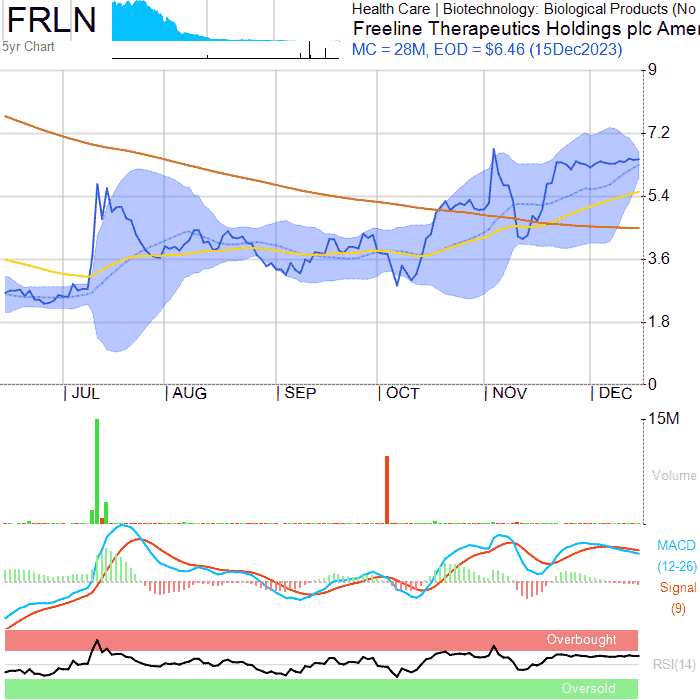 FRLN
5yr Chart
Health Care | Biotechnology: Biological Products (No
Freeline Therapeutics Holdings plc Amer
MC = 28M, EOD = $6.46 (15Dec2023)
9
7.2
5.4
3.6
1.8
0
JUL AUG SEP OCT NOV DEC
15M
Volume
MACD
(12-26)
Signal
(9)
Overbought
RSI(14)
Oversold